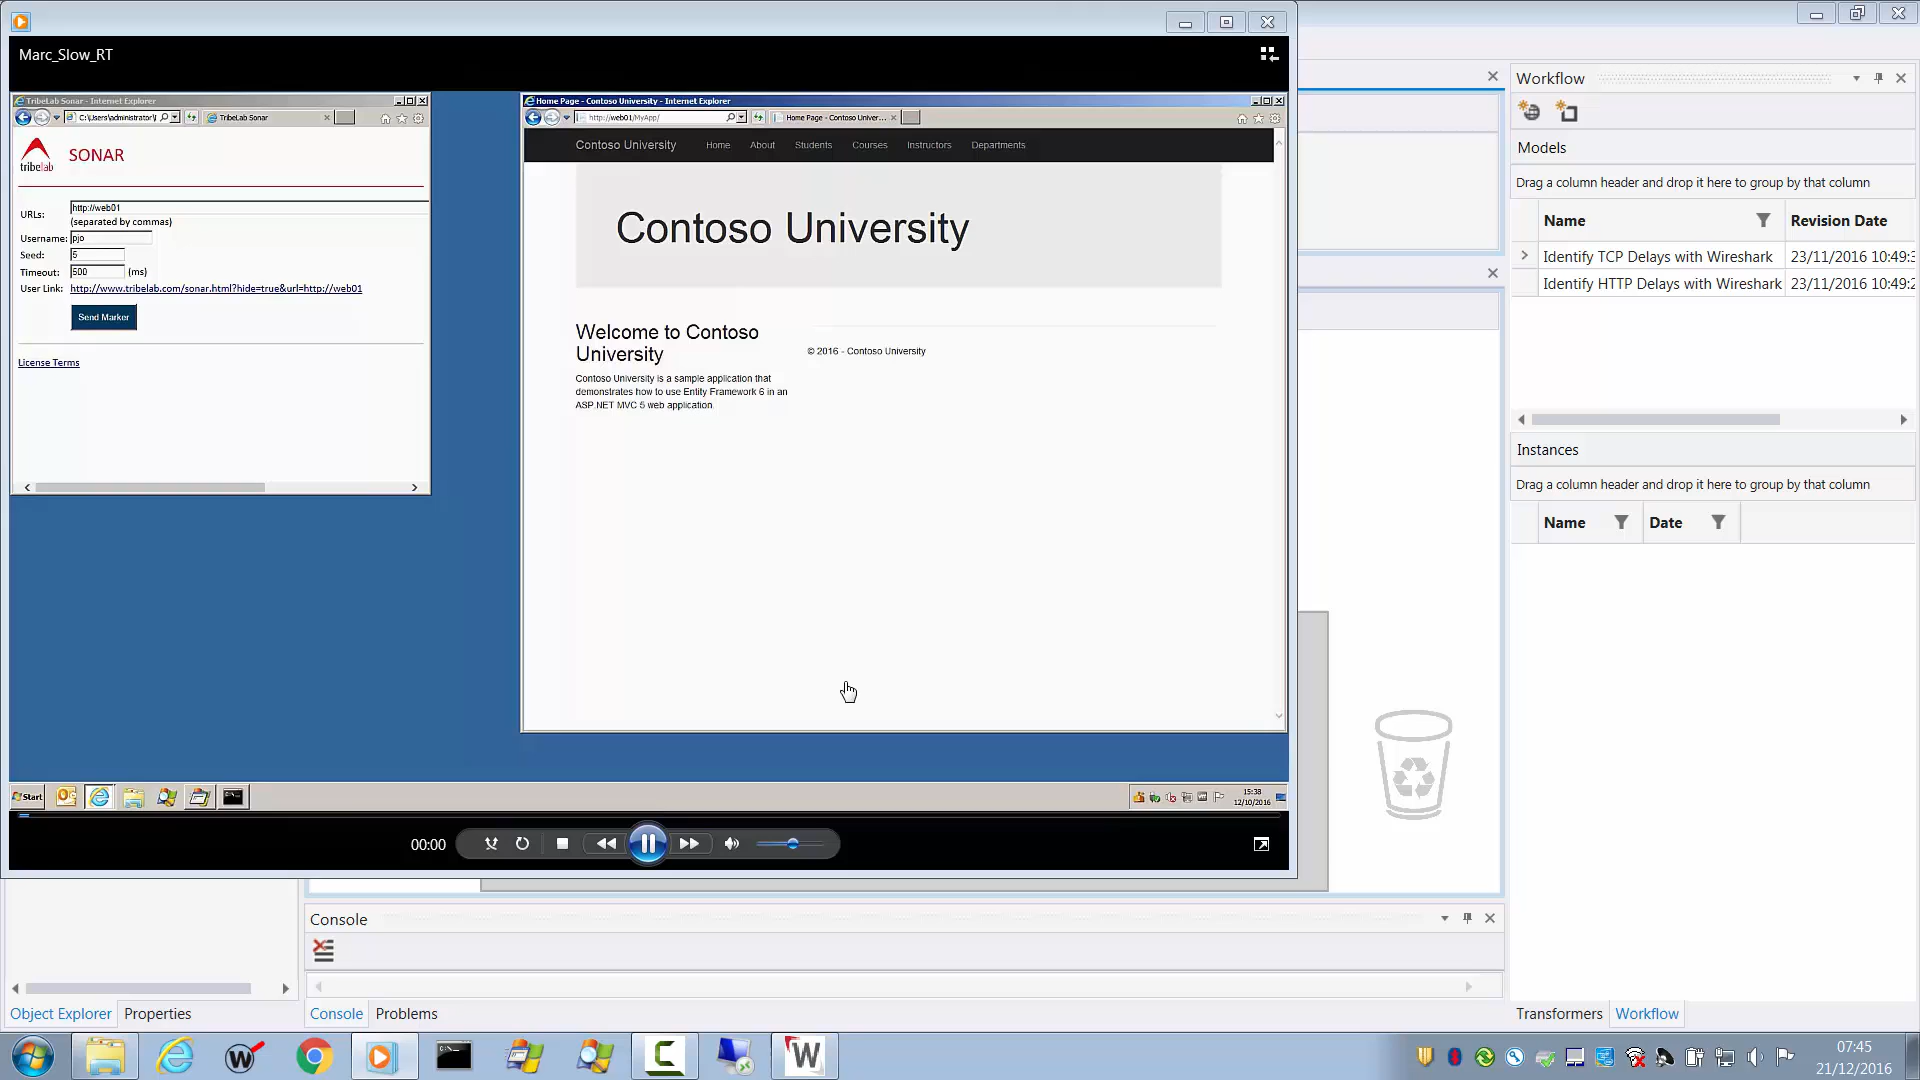 Marc_Slow_RT
TribeLab Sonar - Internet Explorer
C:\Users\administrator\
TribeLab Sonar
tribelab
SONAR
URLs:
http://web01
(separated by commas)
Username:
pjo
Seed:
5
Timeout:
500
(ms)
User Link:
http://www.tribelab.com/sonar.html?hide=true&url=http://web01
Send Marker
License Terms
Home Page - Contoso University - Internet Explorer
http://web01/MyApp/
Home Page - Contoso Univer...
Contoso University
Home
About
Students
Courses
Instructors
Departments
Contoso University
Welcome to Contoso
University
Contoso University is a sample application that
demonstrates how to use Entity Framework 6 in an
ASP.NET MVC 5 web application.
© 2016 - Contoso University
Start
15:38
12/10/2016
00:00
Workflow
Models
Drag a column header and drop it here to group by that column
Name
Revision Date
Identify TCP Delays with Wireshark
23/11/2016 10:49:3
Identify HTTP Delays with Wireshark
23/11/2016 10:49:2
Instances
Drag a column header and drop it here to group by that column
Name
Date
Console
Object Explorer
Properties
Console
Problems
Transformers
Workflow
07:45
21/12/2016